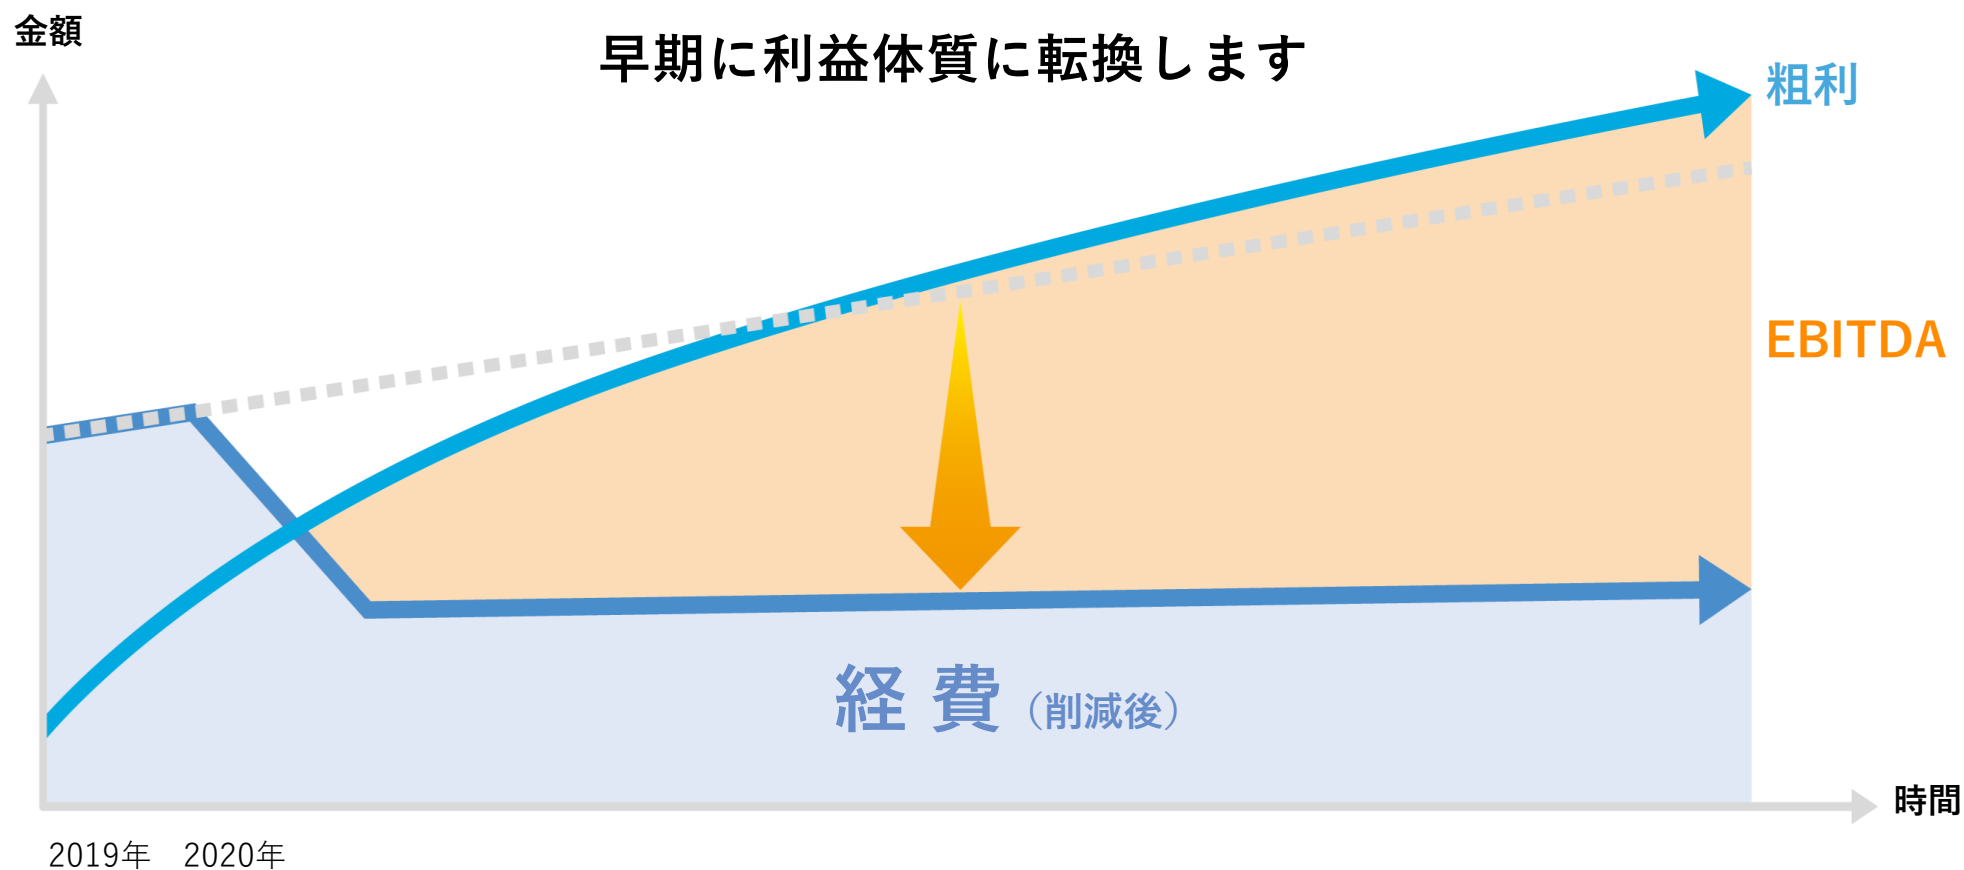 金額
早期に利益体質に転換します
粗利
EBITDA
経費（削減後）
時間
2019年 2020年